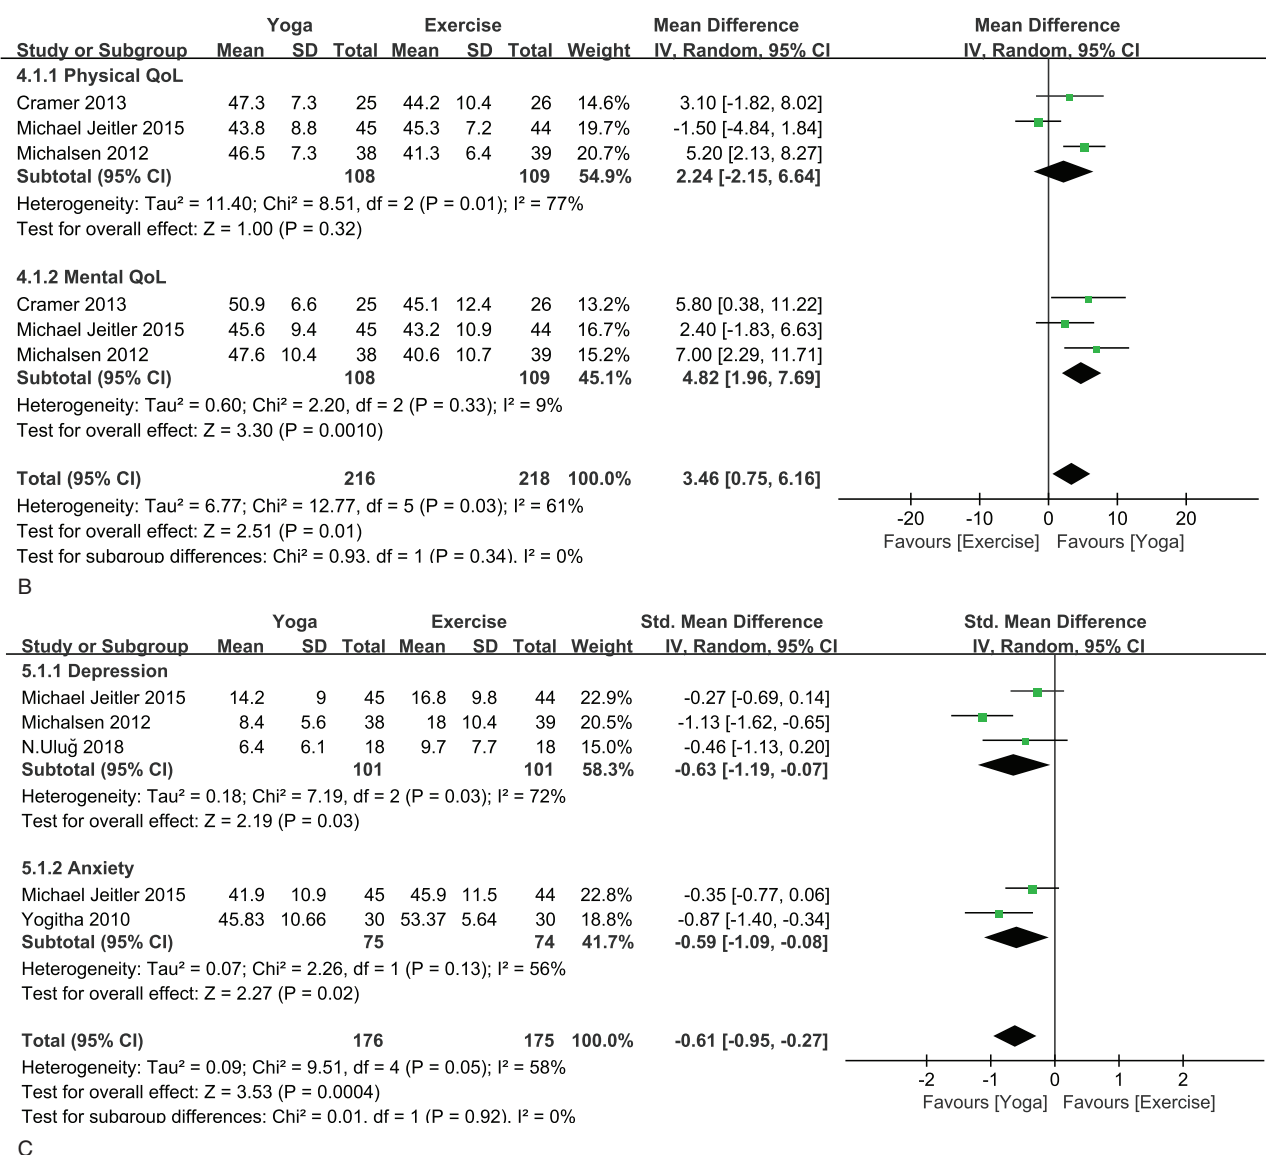 Yoga Exercise Mean Difference Mean Difference
Study or Subgroup Mean SD Total Mean SD Total Weight IV, Random, 95% CI IV, Random, 95% CI
4.1.1 Physical QoL
Cramer 2013 47.3 7.3 25 44.2 10.4 26 14.6% 3.10 [-1.82, 8.02]
Michael Jeitler 2015 43.8 8.8 45 45.3 7.2 44 19.7% -1.50 [-4.84, 1.84]
Michalsen 2012 46.5 7.3 38 41.3 6.4 39 20.7% 5.20 [2.13, 8.27]
Subtotal (95% CI) 108 109 54.9% 2.24 [-2.15, 6.64]
Heterogeneity: Tau² = 11.40; Chi² = 8.51, df = 2 (P = 0.01); I² = 77%
Test for overall effect: Z = 1.00 (P = 0.32)
4.1.2 Mental QoL
Cramer 2013 50.9 6.6 25 45.1 12.4 26 13.2% 5.80 [0.38, 11.22]
Michael Jeitler 2015 45.6 9.4 45 43.2 10.9 44 16.7% 2.40 [-1.83, 6.63]
Michalsen 2012 47.6 10.4 38 40.6 10.7 39 15.2% 7.00 [2.29, 11.71]
Subtotal (95% CI) 108 109 45.1% 4.82 [1.96, 7.69]
Heterogeneity: Tau² = 0.60; Chi² = 2.20, df = 2 (P = 0.33); I² = 9%
Test for overall effect: Z = 3.30 (P = 0.0010)
Total (95% CI) 216 218 100.0% 3.46 [0.75, 6.16]
Heterogeneity: Tau² = 6.77; Chi² = 12.77, df = 5 (P = 0.03); I² = 61%
Test for overall effect: Z = 2.51 (P = 0.01)
Test for subgroup differences: Chi² = 0.93, df = 1 (P = 0.34), I² = 0%
-20 -10 0 10 20
Favours [Exercise] Favours [Yoga]
B
Yoga Exercise Std. Mean Difference Std. Mean Difference
Study or Subgroup Mean SD Total Mean SD Total Weight IV, Random, 95% CI IV, Random, 95% CI
5.1.1 Depression
Michael Jeitler 2015 14.2 9 45 16.8 9.8 44 22.9% -0.27 [-0.69, 0.14]
Michalsen 2012 8.4 5.6 38 18 10.4 39 20.5% -1.13 [-1.62, -0.65]
N.Uluğ 2018 6.4 6.1 18 9.7 7.7 18 15.0% -0.46 [-1.13, 0.20]
Subtotal (95% CI) 101 101 58.3% -0.63 [-1.19, -0.07]
Heterogeneity: Tau² = 0.18; Chi² = 7.19, df = 2 (P = 0.03); I² = 72%
Test for overall effect: Z = 2.19 (P = 0.03)
5.1.2 Anxiety
Michael Jeitler 2015 41.9 10.9 45 45.9 11.5 44 22.8% -0.35 [-0.77, 0.06]
Yogitha 2010 45.83 10.66 30 53.37 5.64 30 18.8% -0.87 [-1.40, -0.34]
Subtotal (95% CI) 75 74 41.7% -0.59 [-1.09, -0.08]
Heterogeneity: Tau² = 0.07; Chi² = 2.26, df = 1 (P = 0.13); I² = 56%
Test for overall effect: Z = 2.27 (P = 0.02)
Total (95% CI) 176 175 100.0% -0.61 [-0.95, -0.27]
Heterogeneity: Tau² = 0.09; Chi² = 9.51, df = 4 (P = 0.05); I² = 58%
Test for overall effect: Z = 3.53 (P = 0.0004)
Test for subgroup differences: Chi² = 0.01, df = 1 (P = 0.92), I² = 0%
-2 -1 0 1 2
Favours [Yoga] Favours [Exercise]
C